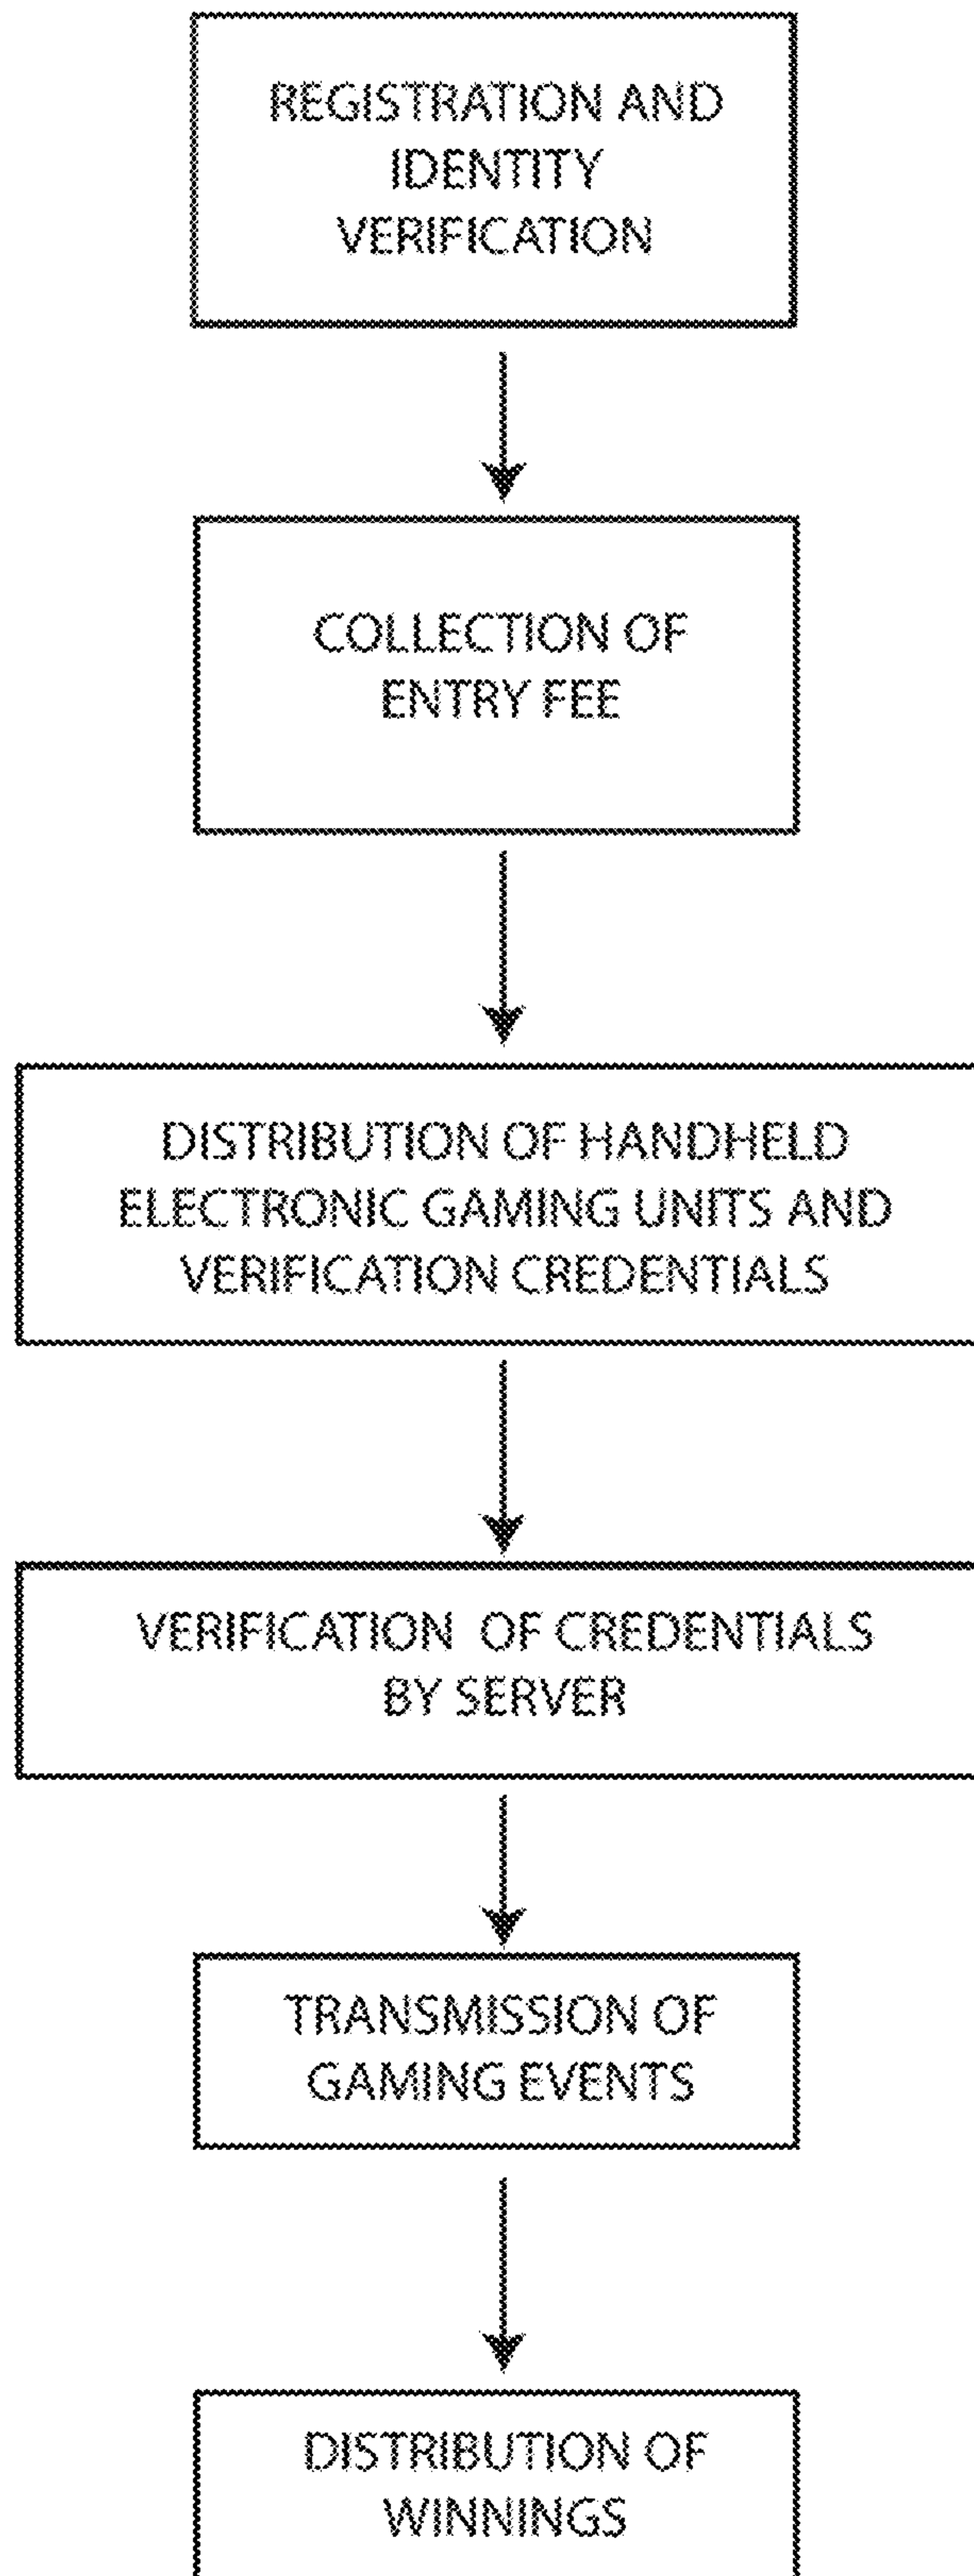 REGISTRATION AND
IDENTITY
VERIFICATION
COLLECTION OF
ENTRY FEE
DISTRIBUTION OF HANDHELD
ELECTRONIC GAMING UNITS AND
VERIFICATION CREDENTIALS
VERIFICATION OF CREDENTIALS
BY SERVER
TRANSMISSION OF
GAMING EVENTS
DISTRIBUTION OF
WINNINGS